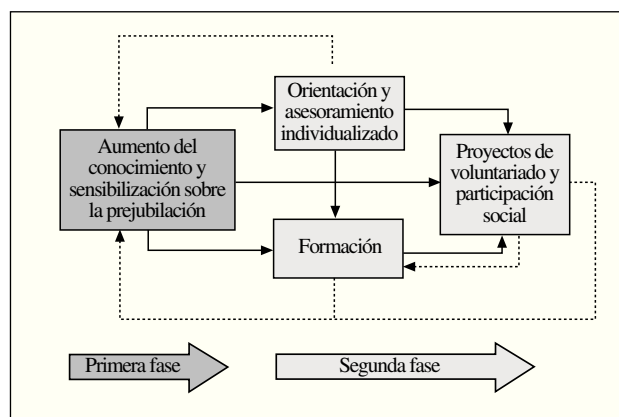 Orientación y
asesoramiento
individualizado
Aumento del
conocimiento y
sensibilización sobre
la prejubilación
Proyectos de
voluntariado y
participación
social
Formación
Primera fase
Segunda fase